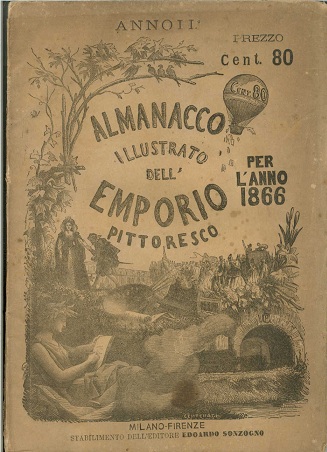 ANNO II.°
PREZZO
Cent. 80
Cent. 80
ALMANACCO
ILLUSTRATO
DELL'
EMPORIO
PITTORESCO
PER
L'ANNO
1866
MILANO-FIRENZE
STABILIMENTO DELL'EDITORE EDOARDO SONZOGNO